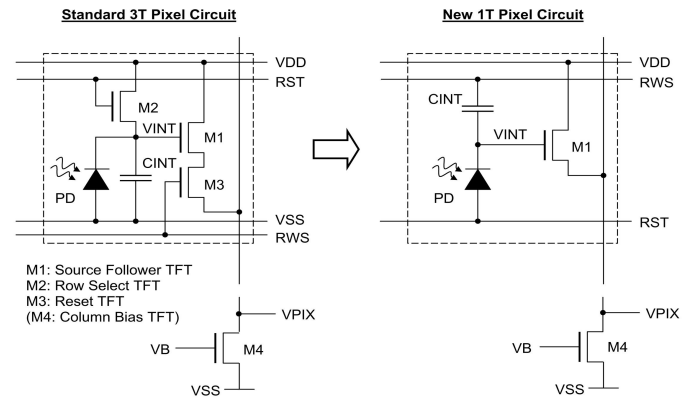 Standard 3T Pixel Circuit
VDD
RST
M2
VINT
M1
CINT
M3
PD
VSS
RWS
M1: Source Follower TFT
M2: Row Select TFT
M3: Reset TFT
(M4: Column Bias TFT)
VPIX
VB
M4
VSS
New 1T Pixel Circuit
VDD
RWS
CINT
VINT
M1
PD
RST
VPIX
VB
M4
VSS